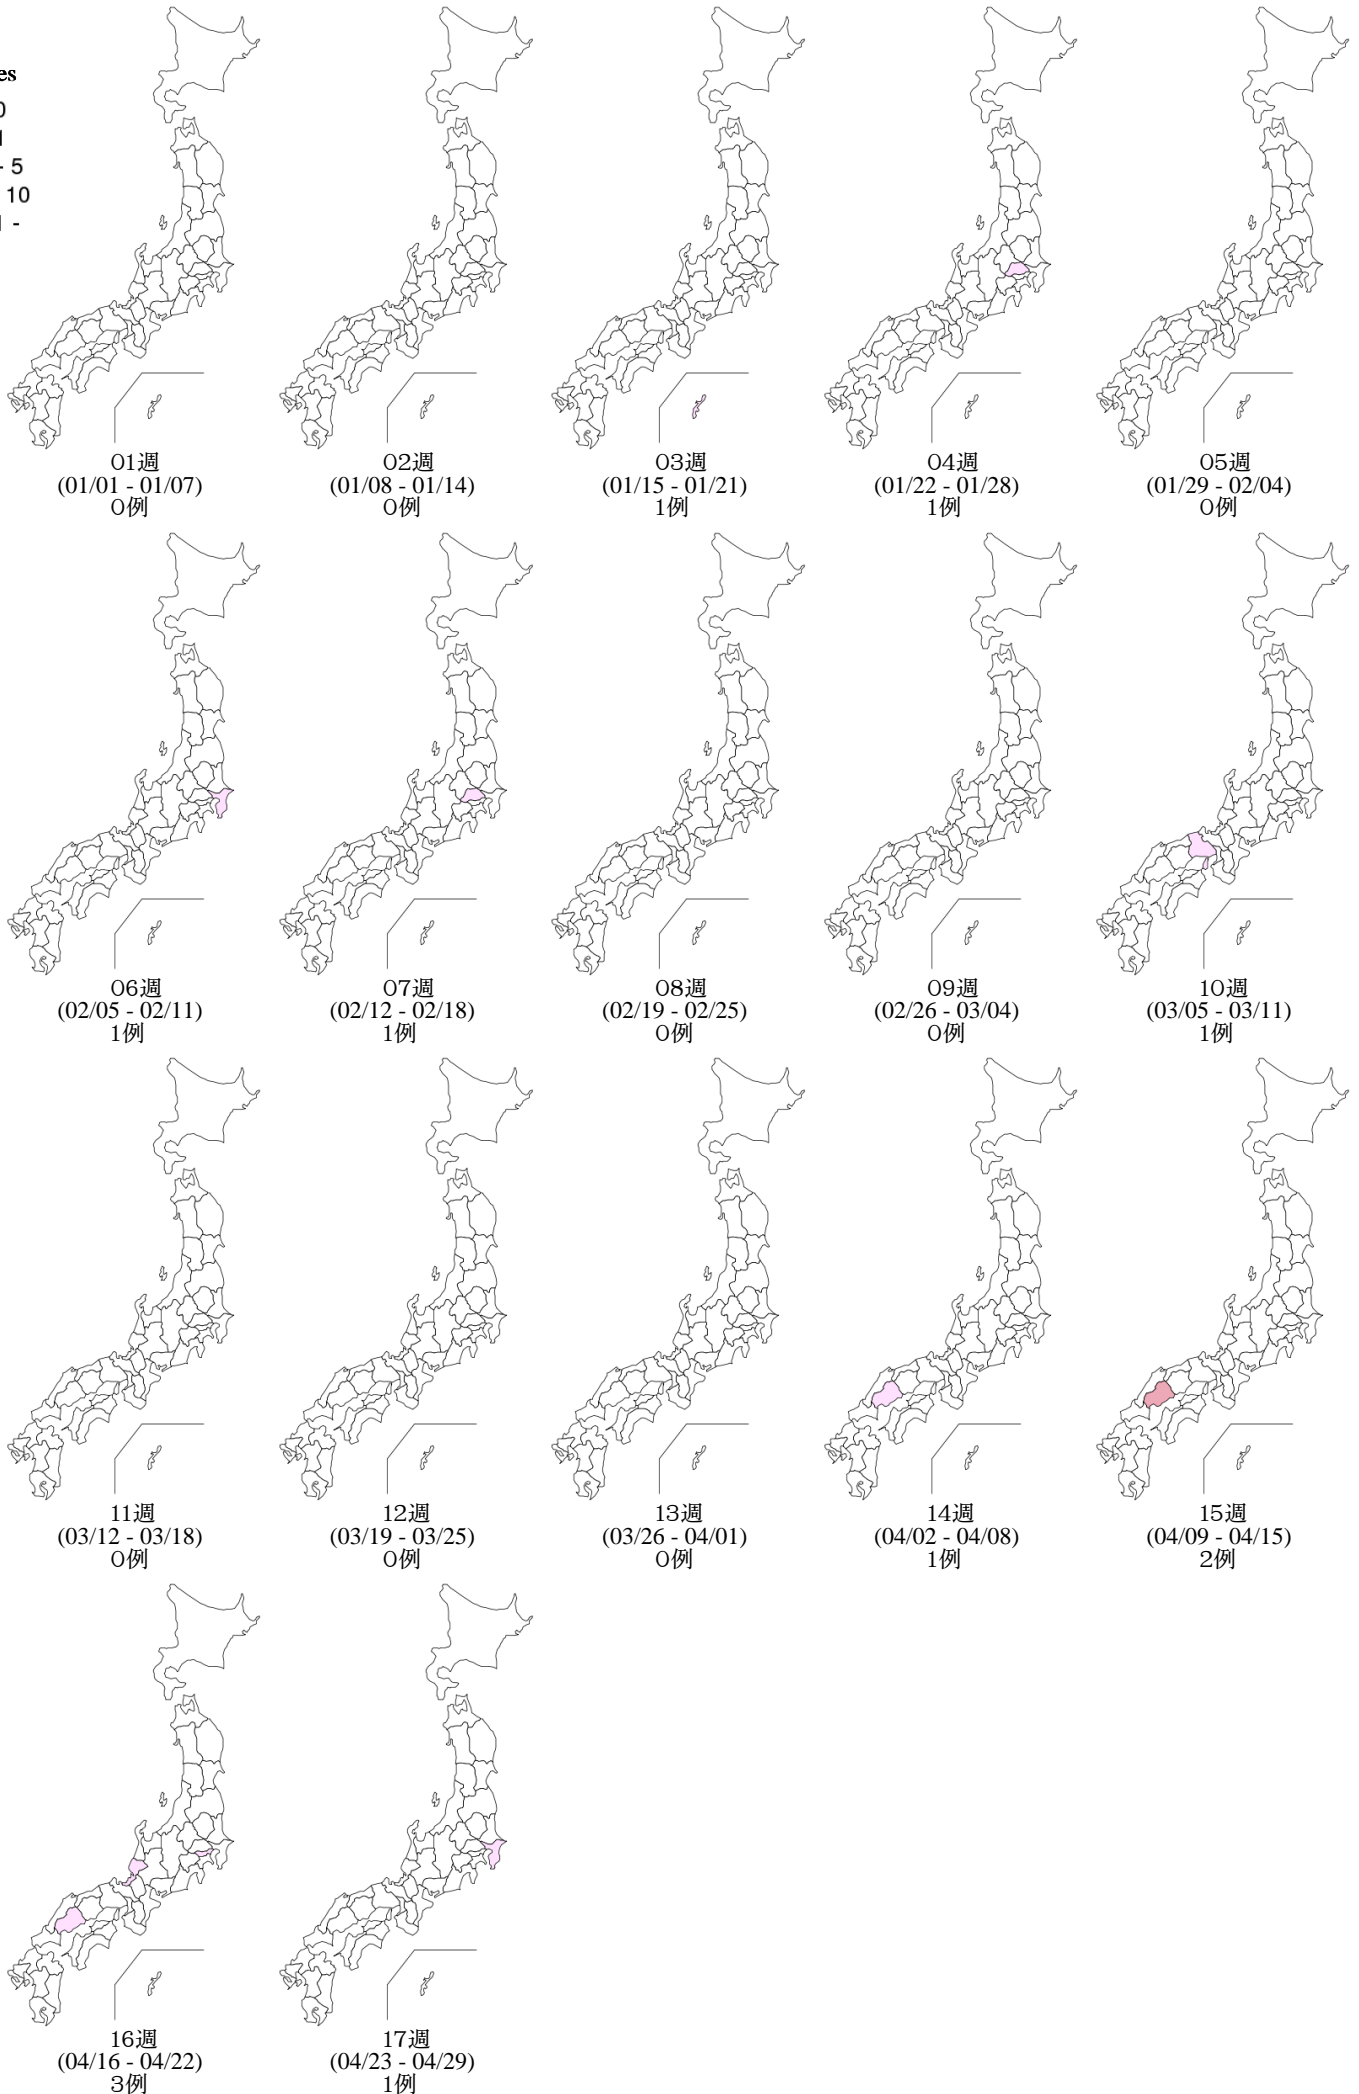 es
0
- 5
10
-
01週
(01/01 - 01/07)
0例
02週
(01/08 - 01/14)
0例
03週
(01/15 - 01/21)
1例
04週
(01/22 - 01/28)
1例
05週
(01/29 - 02/04)
0例
06週
(02/05 - 02/11)
1例
07週
(02/12 - 02/18)
1例
08週
(02/19 - 02/25)
0例
09週
(02/26 - 03/04)
0例
10週
(03/05 - 03/11)
1例
11週
(03/12 - 03/18)
0例
12週
(03/19 - 03/25)
0例
13週
(03/26 - 04/01)
0例
14週
(04/02 - 04/08)
1例
15週
(04/09 - 04/15)
2例
16週
(04/16 - 04/22)
3例
17週
(04/23 - 04/29)
1例